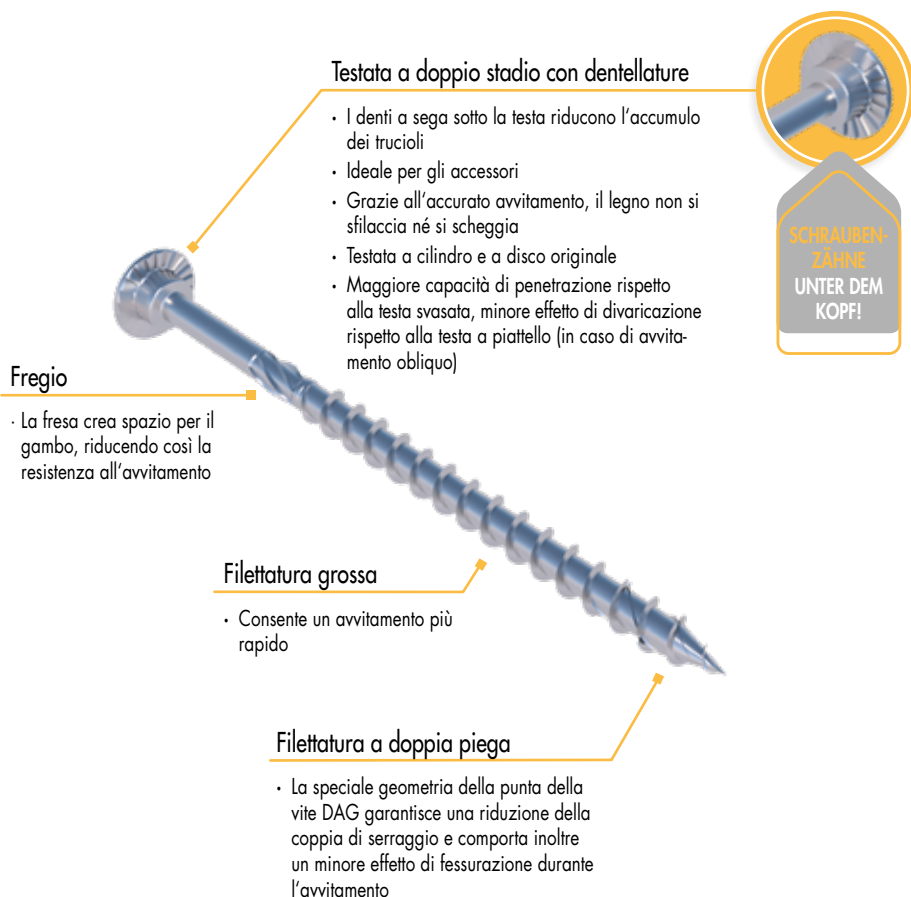 Testata a doppio stadio con dentellature
· I denti a sega sotto la testa riducono l'accumulo
dei trucioli
· Ideale per gli accessori
· Grazie all'accurato avvitamento, il legno non si
sfilaccia né si scheggia
· Testata a cilindro e a disco originale
· Maggiore capacità di penetrazione rispetto
alla testa svasata, minore effetto di divaricazione
rispetto alla testa a piattello (in caso di avvita-
mento obliquo)
SCHRAUBEN-
ZÄHNE
UNTER DEM
KOPF!
Fregio
· La fresa crea spazio per il
gambo, riducendo così la
resistenza all'avvitamento
Filettatura grossa
· Consente un avvitamento più
rapido
Filettatura a doppia piega
· La speciale geometria della punta della
vite DAG garantisce una riduzione della
coppia di serraggio e comporta inoltre
un minore effetto di fessurazione durante
l'avvitamento